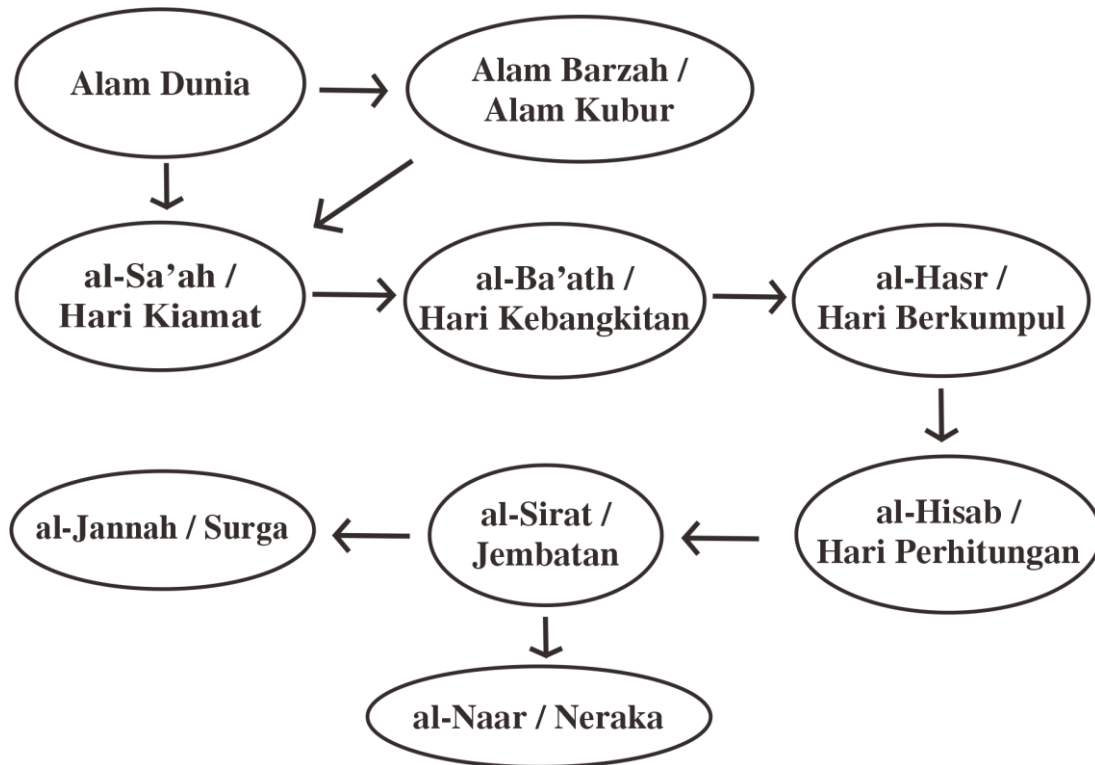 Alam Dunia
Alam Barzah /
Alam Kubur
al-Sa’ah /
Hari Kiamat
al-Ba’ath /
Hari Kebangkitan
al-Hasr /
Hari Berkumpul
al-Jannah / Surga
al-Sirat /
Jembatan
al-Hisab /
Hari Perhitungan
al-Naar / Neraka